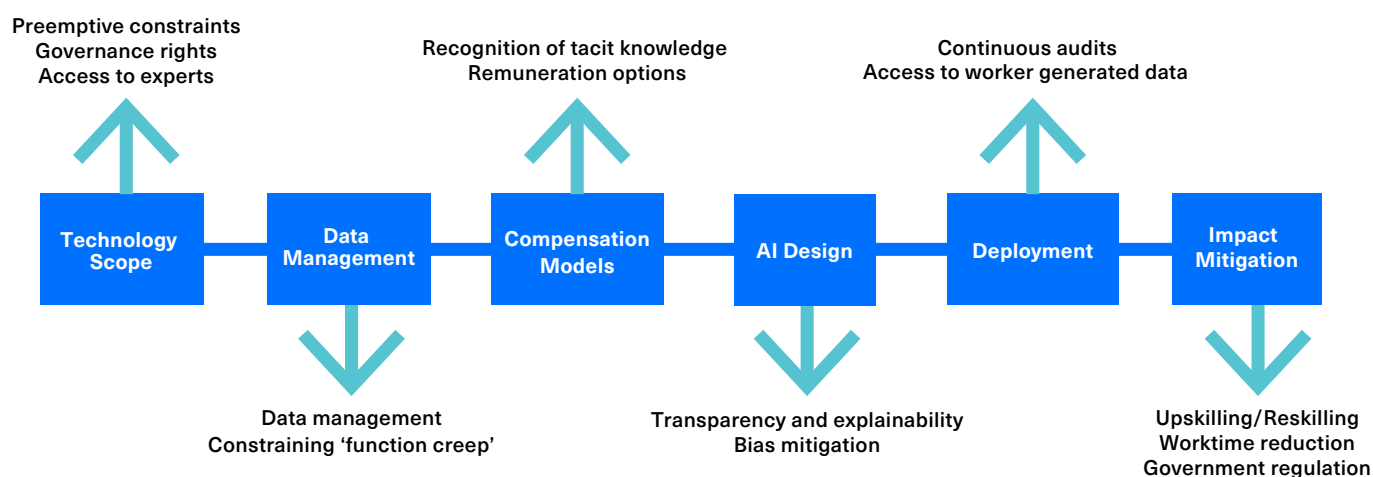 Preemptive constraints
Governance rights
Access to experts
Recognition of tacit knowledge
Remuneration options
Continuous audits
Access to worker generated data
Technology
Scope
Data
Management
Compensation
Models
AI Design
Deployment
Impact
Mitigation
Data management
Constraining ‘function creep’
Transparency and explainability
Bias mitigation
Upskilling/Reskilling
Worktime reduction
Government regulation